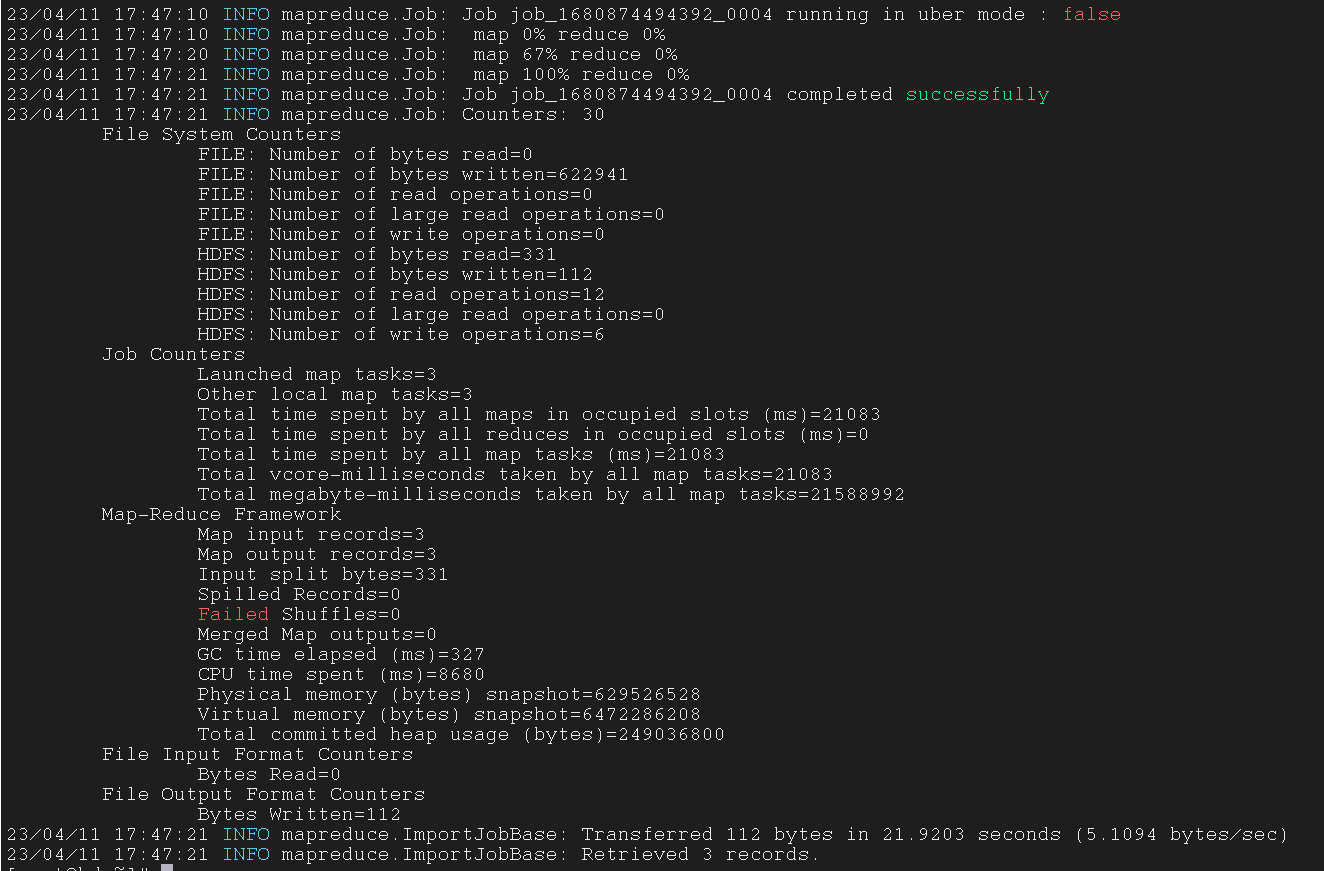 23/04/11 17:47:10 INFO mapreduce.Job: Job job_1680874494392_0004 running in uber mode : false
23/04/11 17:47:10 INFO mapreduce.Job:  map 0% reduce 0%
23/04/11 17:47:20 INFO mapreduce.Job:  map 67% reduce 0%
23/04/11 17:47:21 INFO mapreduce.Job:  map 100% reduce 0%
23/04/11 17:47:21 INFO mapreduce.Job: Job job_1680874494392_0004 completed successfully
23/04/11 17:47:21 INFO mapreduce.Job: Counters: 30
File System Counters
FILE: Number of bytes read=0
FILE: Number of bytes written=622941
FILE: Number of read operations=0
FILE: Number of large read operations=0
FILE: Number of write operations=0
HDFS: Number of bytes read=331
HDFS: Number of bytes written=112
HDFS: Number of read operations=12
HDFS: Number of large read operations=0
HDFS: Number of write operations=6
Job Counters
Launched map tasks=3
Other local map tasks=3
Total time spent by all maps in occupied slots (ms)=21083
Total time spent by all reduces in occupied slots (ms)=0
Total time spent by all map tasks (ms)=21083
Total vcore-milliseconds taken by all map tasks=21083
Total megabyte-milliseconds taken by all map tasks=21588992
Map-Reduce Framework
Map input records=3
Map output records=3
Input split bytes=331
Spilled Records=0
Failed Shuffles=0
Merged Map outputs=0
GC time elapsed (ms)=327
CPU time spent (ms)=8680
Physical memory (bytes) snapshot=629526528
Virtual memory (bytes) snapshot=6472286208
Total committed heap usage (bytes)=249036800
File Input Format Counters
Bytes Read=0
File Output Format Counters
Bytes Written=112
23/04/11 17:47:21 INFO mapreduce.ImportJobBase: Transferred 112 bytes in 21.9203 seconds (5.1094 bytes/sec)
23/04/11 17:47:21 INFO mapreduce.ImportJobBase: Retrieved 3 records.